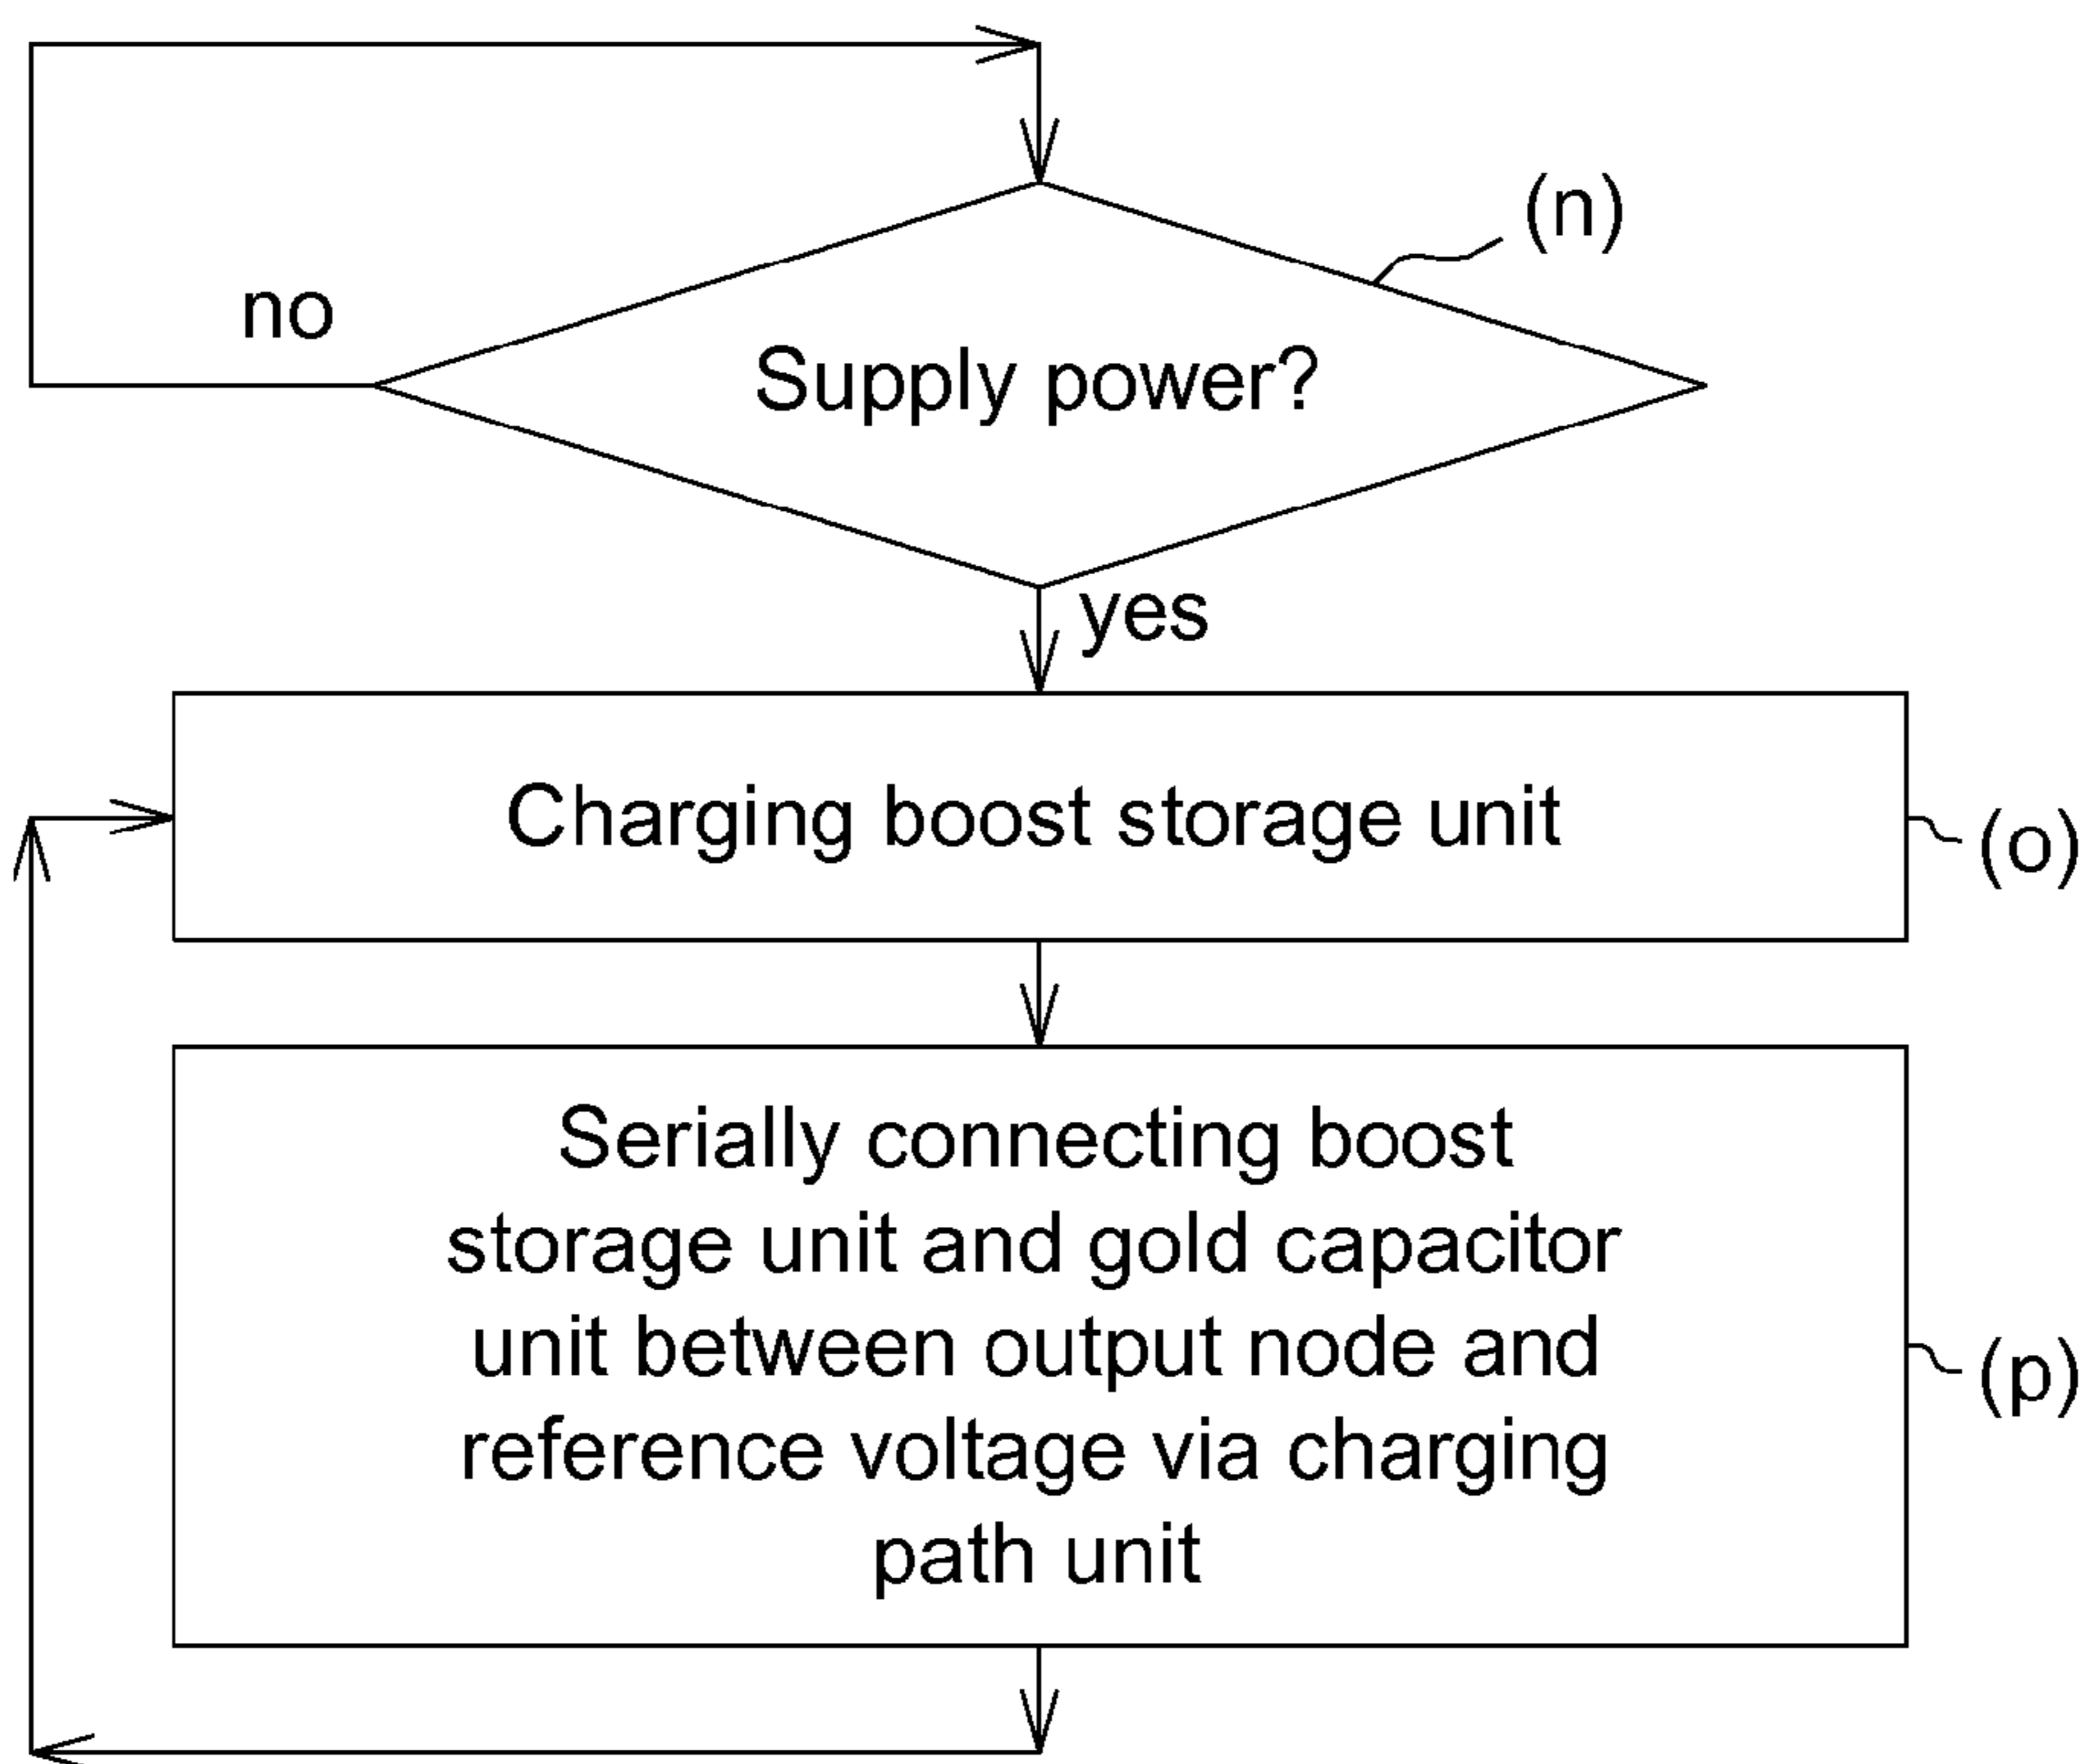 (n)
no
Supply power?
yes
Charging boost storage unit
(o)
Serially connecting boost
storage unit and gold capacitor
unit between output node and
reference voltage via charging
path unit
(p)